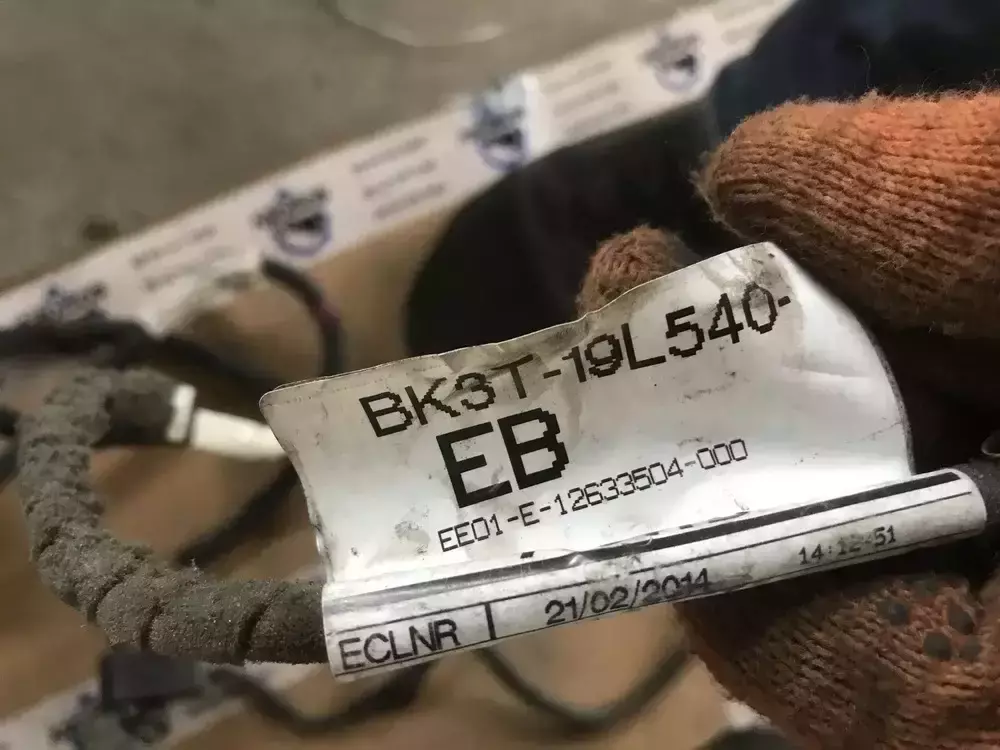 BK3T-19L540-
EB
EE01-E-12633504-000
ECLNR 21/02/2014 14:12:51